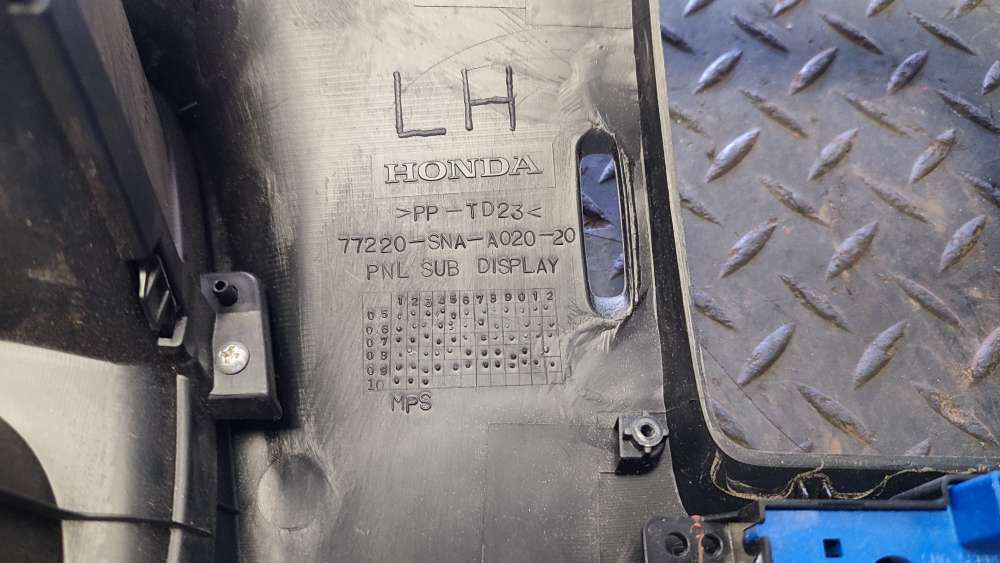 LH
HONDA
>PP-TD23<
77220-SNA-A020-20
PNL SUB DISPLAY
1 2 3 4 5 6 7 8 9 0 1 2
05
06
07
08
09
10
MPS